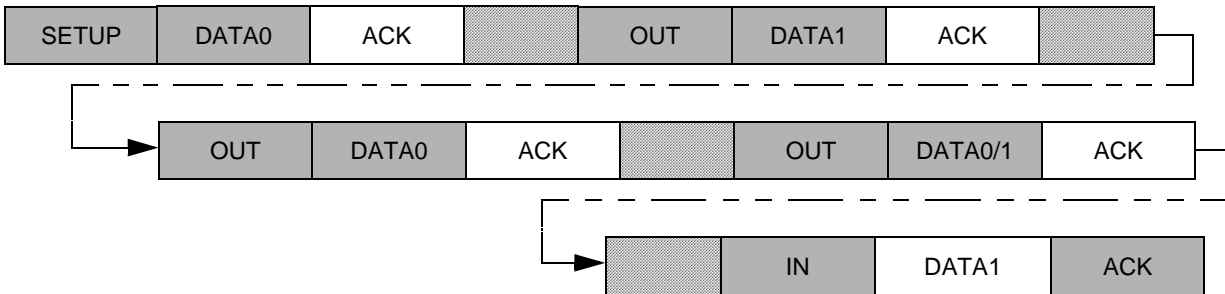 SETUP DATA0 ACK OUT DATA1 ACK
OUT DATA0 ACK OUT DATA0/1 ACK
IN DATA1 ACK